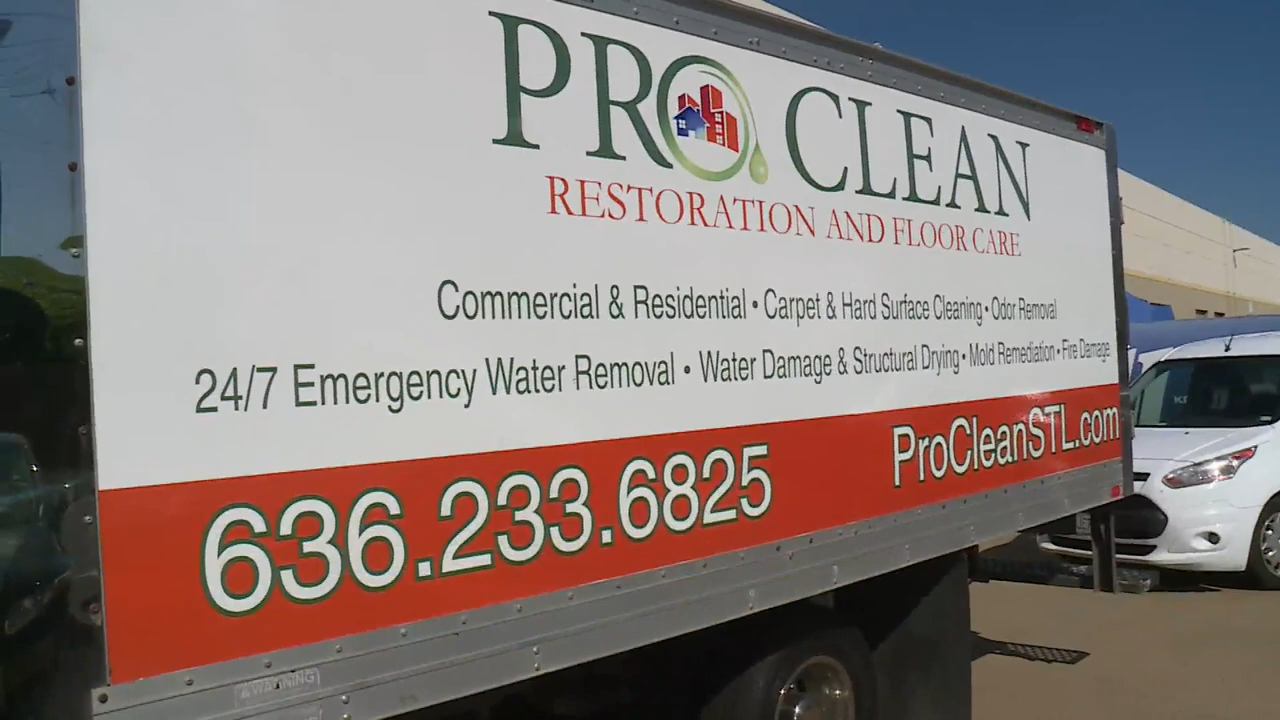 PRO CLEAN
RESTORATION AND FLOOR CARE
Commercial & Residential • Carpet & Hard Surface Cleaning • Odor Removal
24/7 Emergency Water Removal • Water Damage & Structural Drying • Mold Remediation • Fire Damage
636.233.6825
ProCleanSTL.com
WARNING